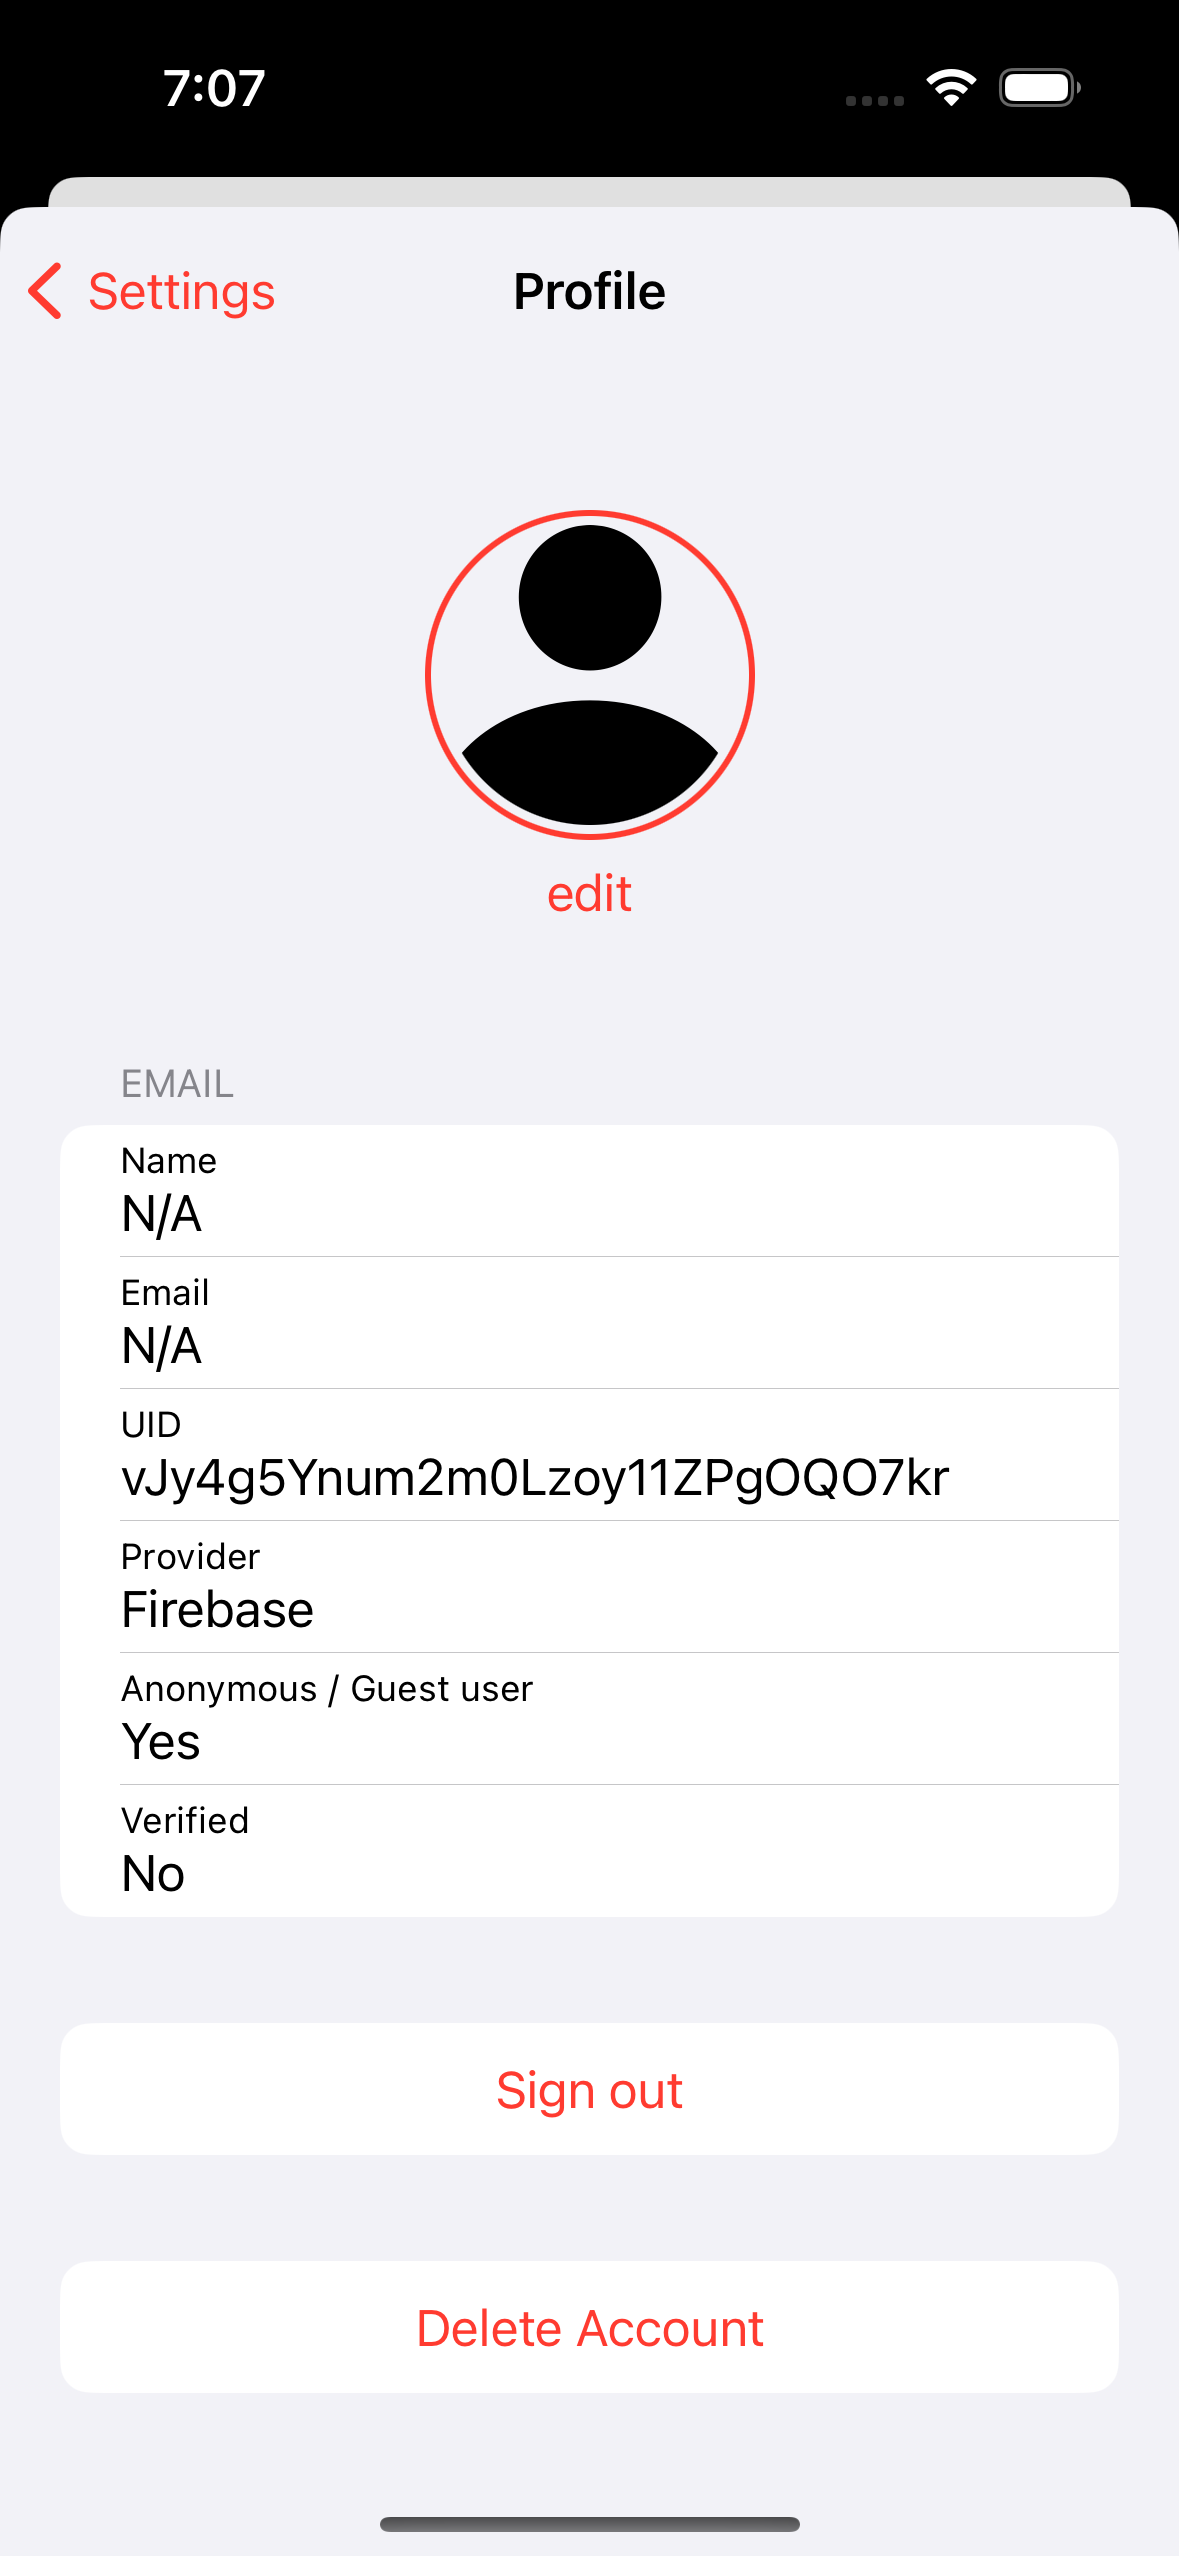 7:07
Settings
Profile
edit
EMAIL
Name
N/A
Email
N/A
UID
vJy4g5Ynum2m0Lzoy11ZPgOQO7kr
Provider
Firebase
Anonymous / Guest user
Yes
Verified
No
Sign out
Delete Account